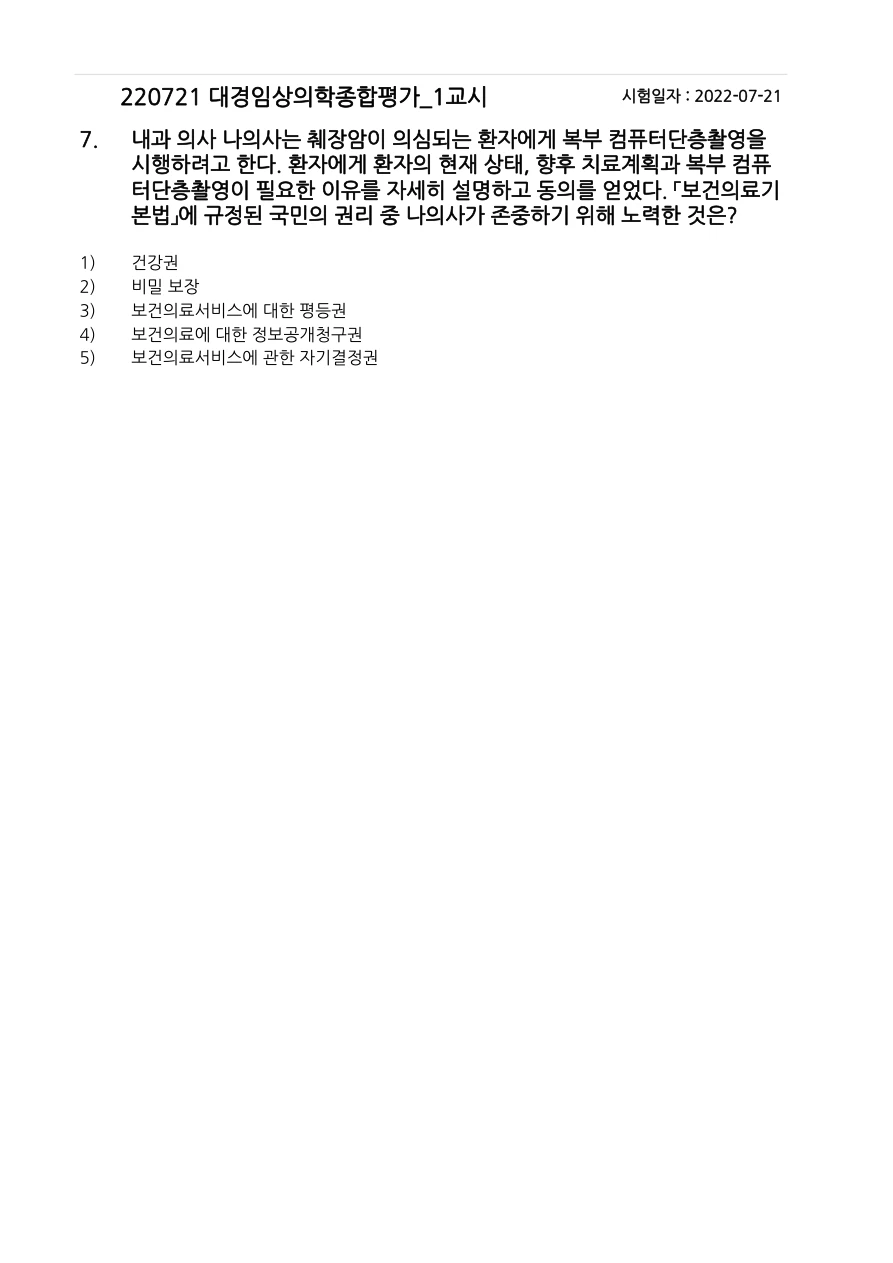 220721 대경임상의학종합평가_1교시 시험일자 : 2022-07-21
7. 내과 의사 나의사는 췌장암이 의심되는 환자에게 복부 컴퓨터단층촬영을
시행하려고 한다. 환자에게 환자의 현재 상태, 향후 치료계획과 복부 컴퓨
터단층촬영이 필요한 이유를 자세히 설명하고 동의를 얻었다.「보건의료기
본법」에 규정된 국민의 권리 중 나의사가 존중하기 위해 노력한 것은?
1) 건강권
2) 비밀 보장
3) 보건의료서비스에 대한 평등권
4) 보건의료에 대한 정보공개청구권
5) 보건의료서비스에 관한 자기결정권